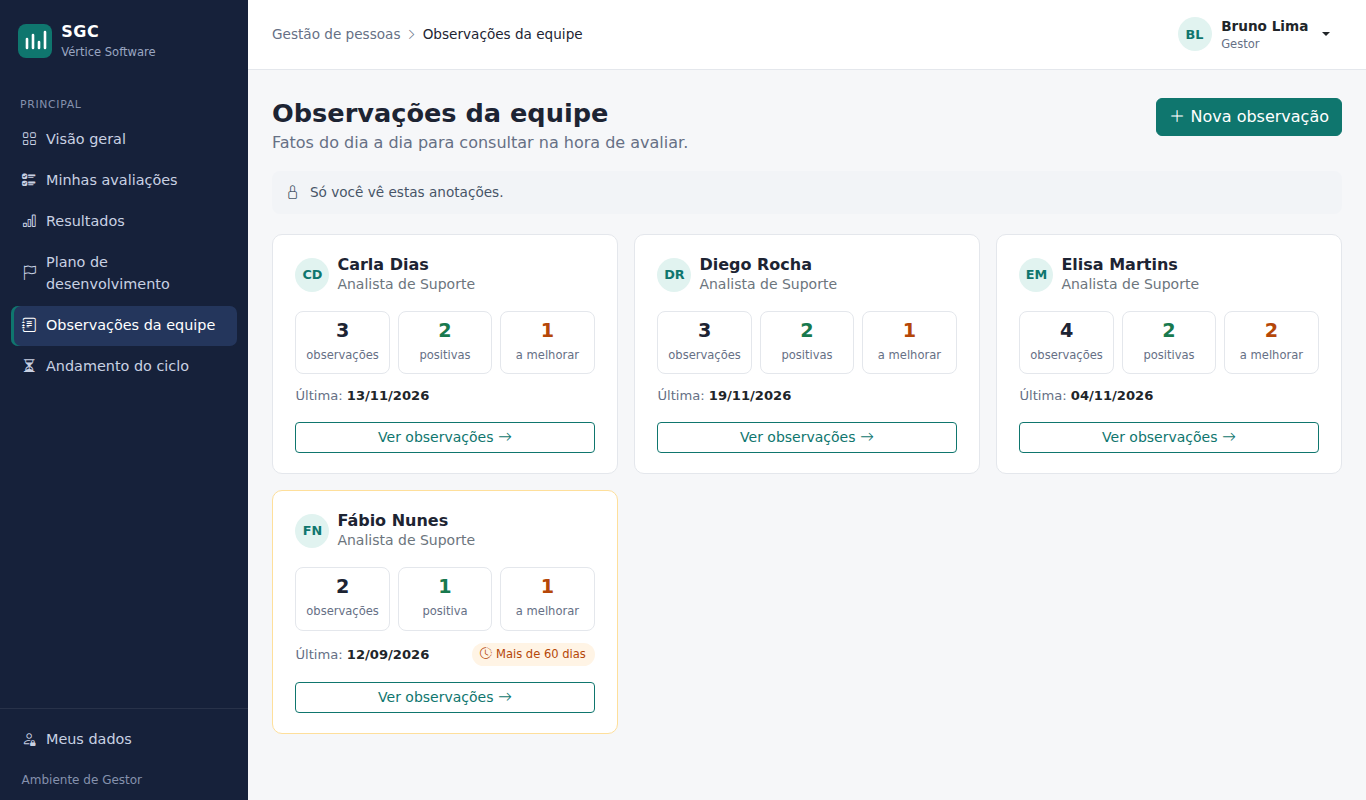 SGC
Vértice Software
PRINCIPAL
Visão geral
Minhas avaliações
Resultados
Plano de
desenvolvimento
Observações da equipe
Andamento do ciclo
Meus dados
Ambiente de Gestor
Gestão de pessoas
Observações da equipe
BL
Bruno Lima
Gestor
Observações da equipe
Fatos do dia a dia para consultar na hora de avaliar.
Nova observação
Só você vê estas anotações.
CD
Carla Dias
Analista de Suporte
3 2 1
observações positivas a melhorar
Última: 13/11/2026
Ver observações →
DR
Diego Rocha
Analista de Suporte
3 2 1
observações positivas a melhorar
Última: 19/11/2026
Ver observações →
EM
Elisa Martins
Analista de Suporte
4 2 2
observações positivas a melhorar
Última: 04/11/2026
Ver observações →
FN
Fábio Nunes
Analista de Suporte
2 1 1
observações positiva a melhorar
Última: 12/09/2026 Mais de 60 dias
Ver observações →